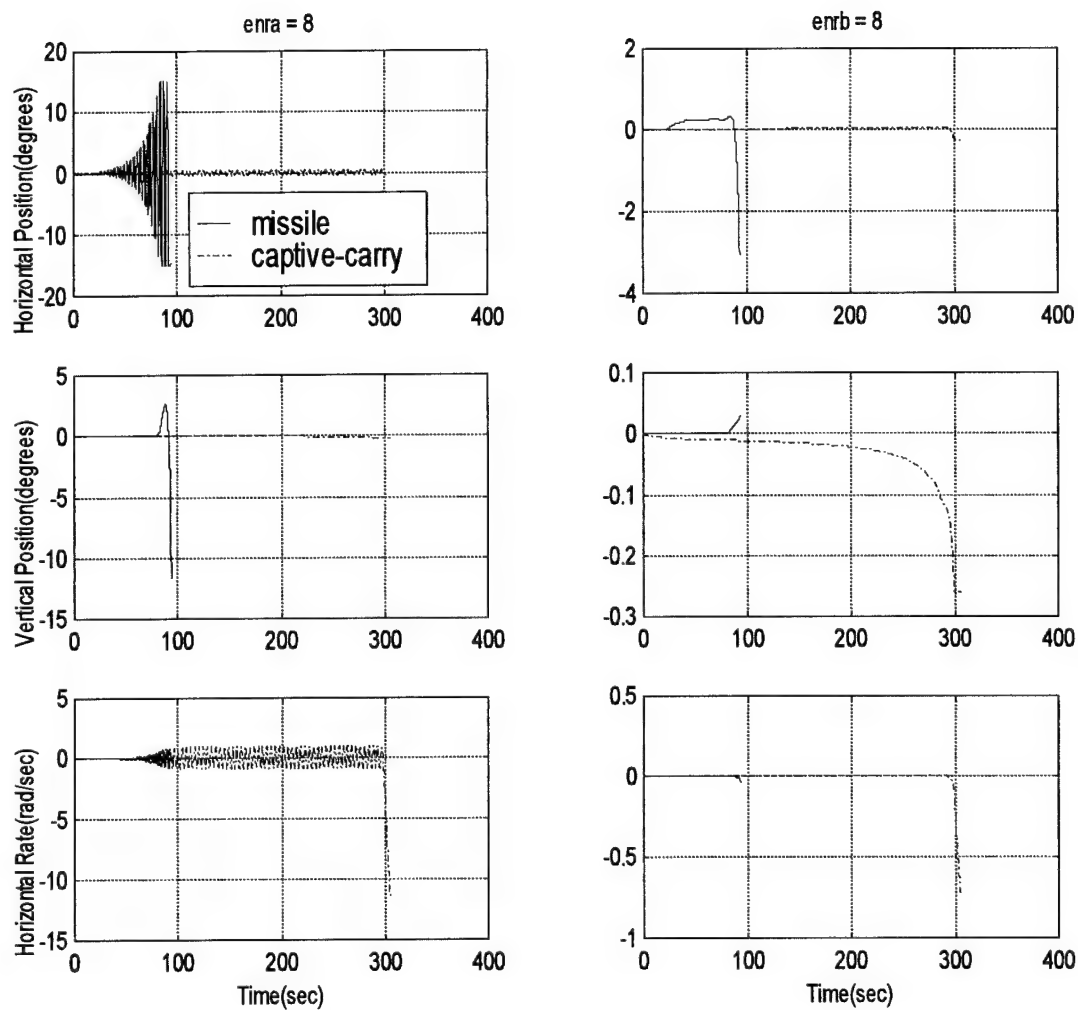 enra = 8
enrb = 8
Horizontal Position(degrees)
20
10
0
-10
-20
missile
captive-carry
0 100 200 300 400
2
0
-2
-4
0 100 200 300 400
Vertical Position(degrees)
5
0
-5
-10
-15
0 100 200 300 400
0.1
0
-0.1
-0.2
-0.3
0 100 200 300 400
Horizontal Rate(rad/sec)
5
0
-5
-10
-15
0 100 200 300 400
Time(sec)
0.5
0
-0.5
-1
0 100 200 300 400
Time(sec)